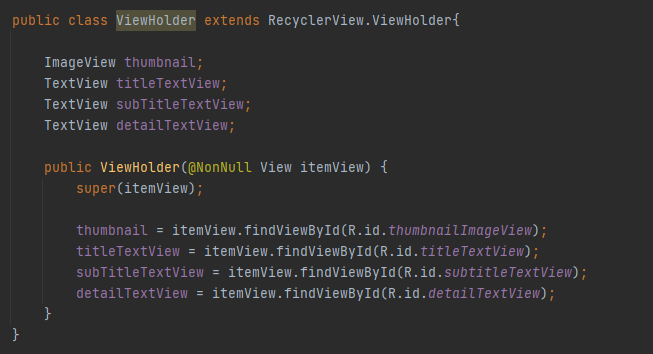 public class ViewHolder extends RecyclerView.ViewHolder{
ImageView thumbnail;
TextView titleTextView;
TextView subTitleTextView;
TextView detailTextView;
public ViewHolder(@NonNull View itemView) {
super(itemView);
thumbnail = itemView.findViewById(R.id.thumbnailImageView);
titleTextView = itemView.findViewById(R.id.titleTextView);
subTitleTextView = itemView.findViewById(R.id.subtitleTextView);
detailTextView = itemView.findViewById(R.id.detailTextView);
}
}